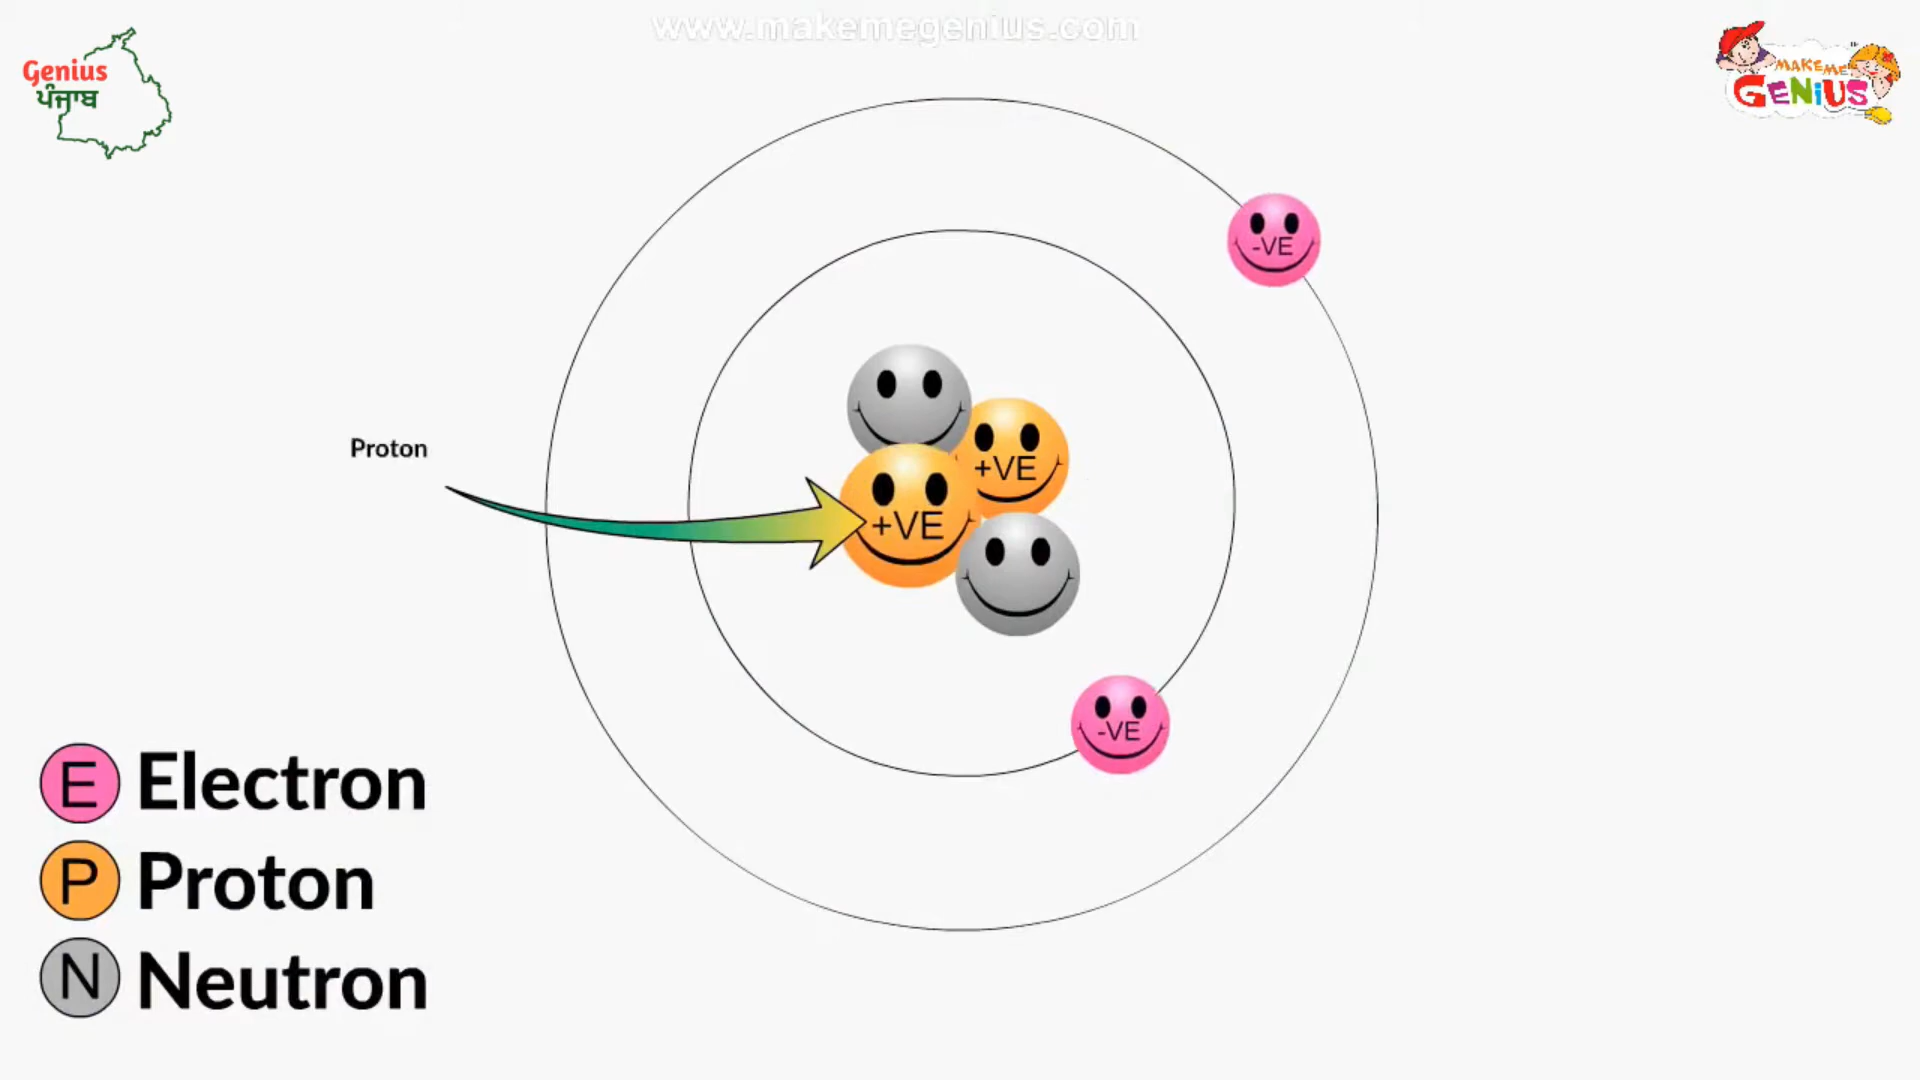 www.makemegenius.com
Genius
ਪੰਜਾਬ
MAKE ME
GENiUS
-VE
Proton
+VE
+VE
-VE
E Electron
P Proton
N Neutron